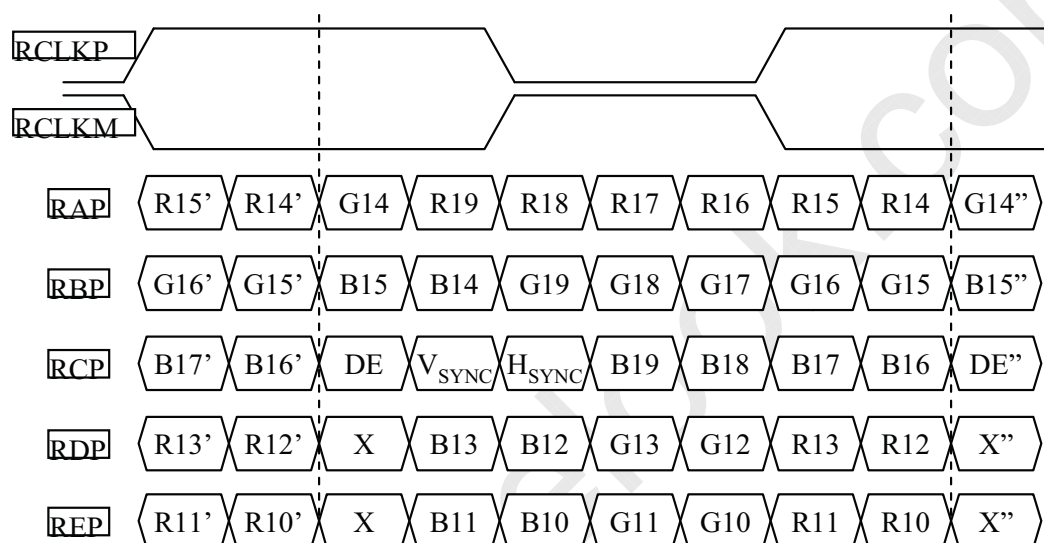 RCLKP
RCLKM
RAP R15’ R14’ G14 R19 R18 R17 R16 R15 R14 G14”
RBP G16’ G15’ B15 B14 G19 G18 G17 G16 G15 B15”
RCP B17’ B16’ DE VSYNC HSYNC B19 B18 B17 B16 DE”
RDP R13’ R12’ X B13 B12 G13 G12 R13 R12 X”
REP R11’ R10’ X B11 B10 G11 G10 R11 R10 X”